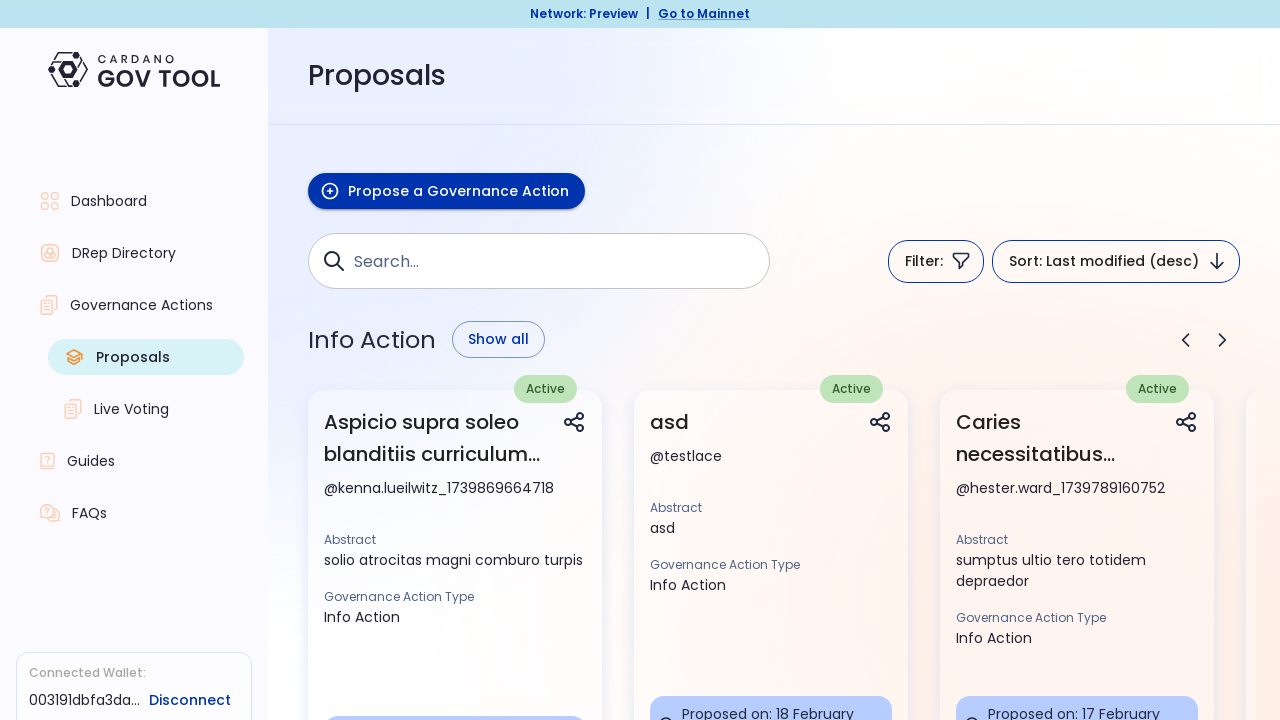 Network: Preview | Go to Mainnet
CARDANO
GOV TOOL
Proposals
Dashboard
DRep Directory
Governance Actions
Proposals
Live Voting
Guides
FAQs
Connected Wallet:
003191dbfa3da... Disconnect
Propose a Governance Action
Search...
Filter:
Sort: Last modified (desc)
Info Action
Show all
Active
Aspicio supra soleo
blanditiis curriculum...
@kenna.lueilwitz_1739869664718
Abstract
solio atrocitas magni comburo turpis
Governance Action Type
Info Action
Active
asd
@testlace
Abstract
asd
Governance Action Type
Info Action
Proposed on: 18 February
Active
Caries
necessitatibus...
@hester.ward_1739789160752
Abstract
sumptus ultio tero totidem
depraedor
Governance Action Type
Info Action
Proposed on: 17 February